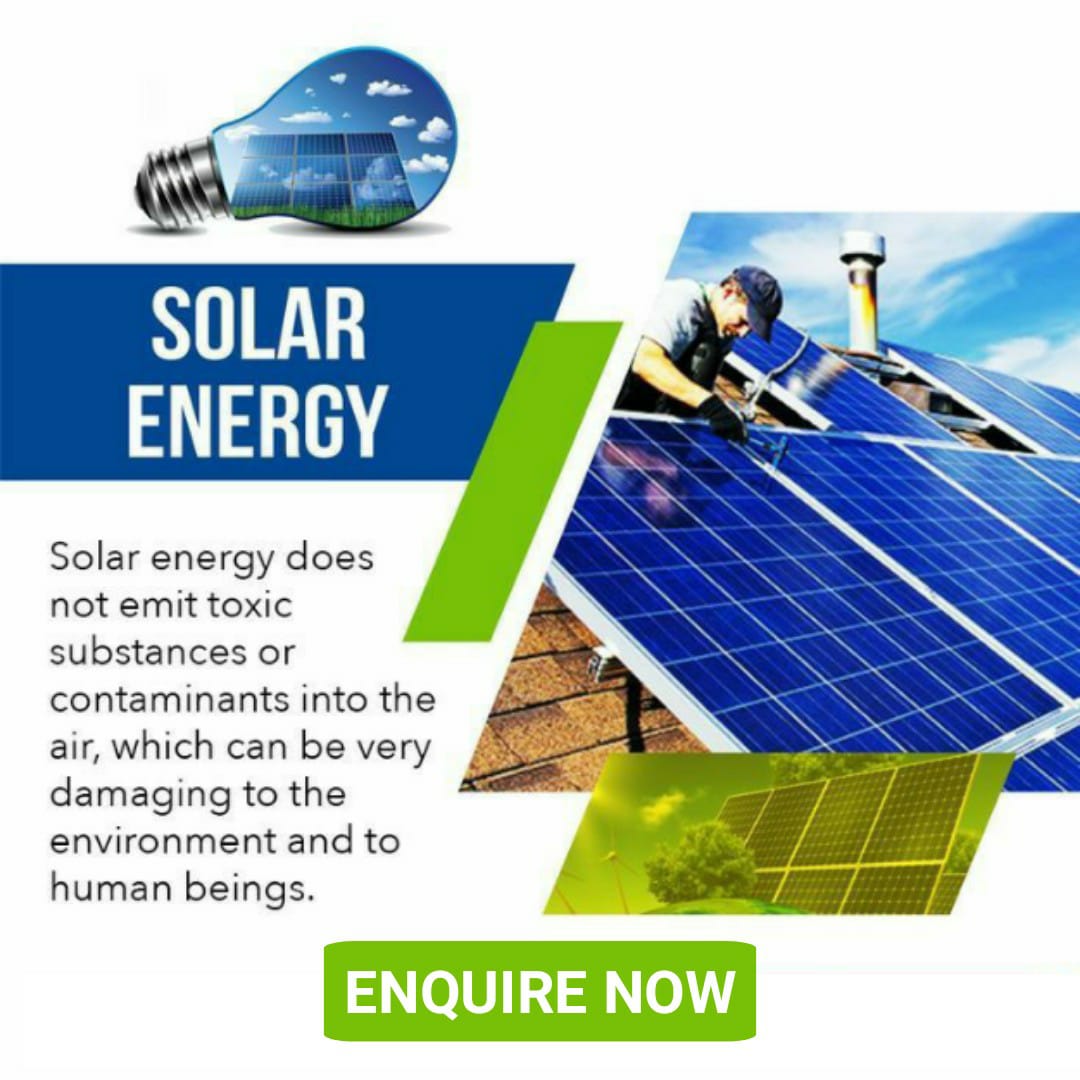 SOLAR
ENERGY
Solar energy does
not emit toxic
substances or
contaminants into the
air, which can be very
damaging to the
environment and to
human beings.
ENQUIRE NOW